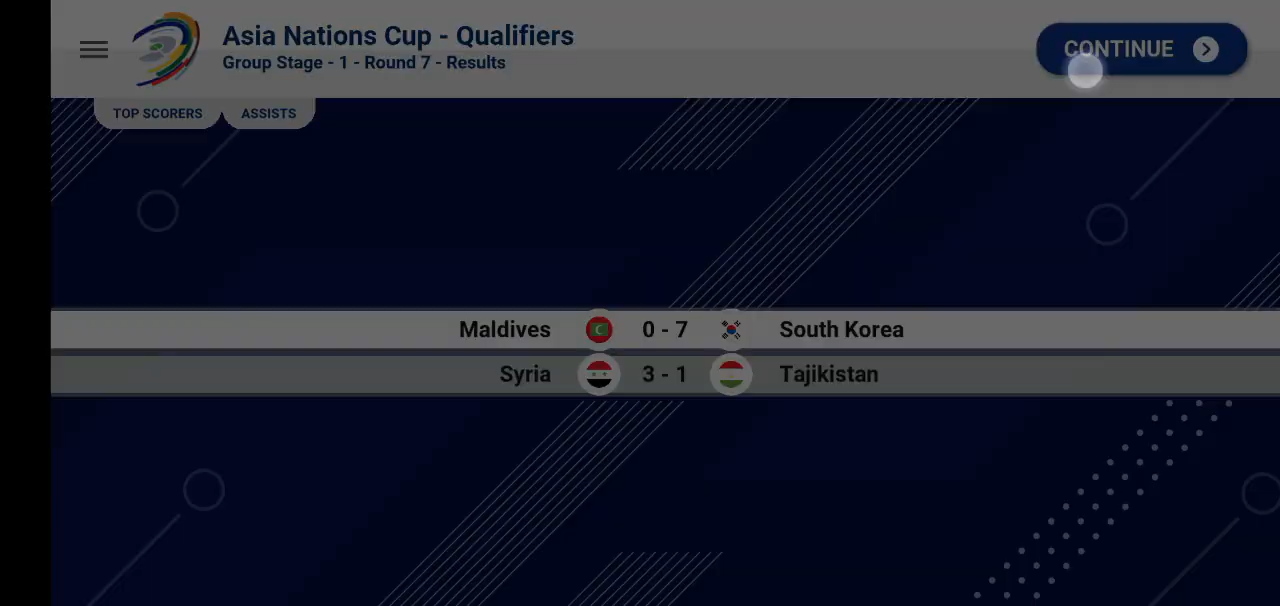 Asia Nations Cup - Qualifiers
Group Stage - 1 - Round 7 - Results
CONTINUE
TOP SCORERS ASSISTS
Maldives 0 - 7 South Korea
Syria 3 - 1 Tajikistan